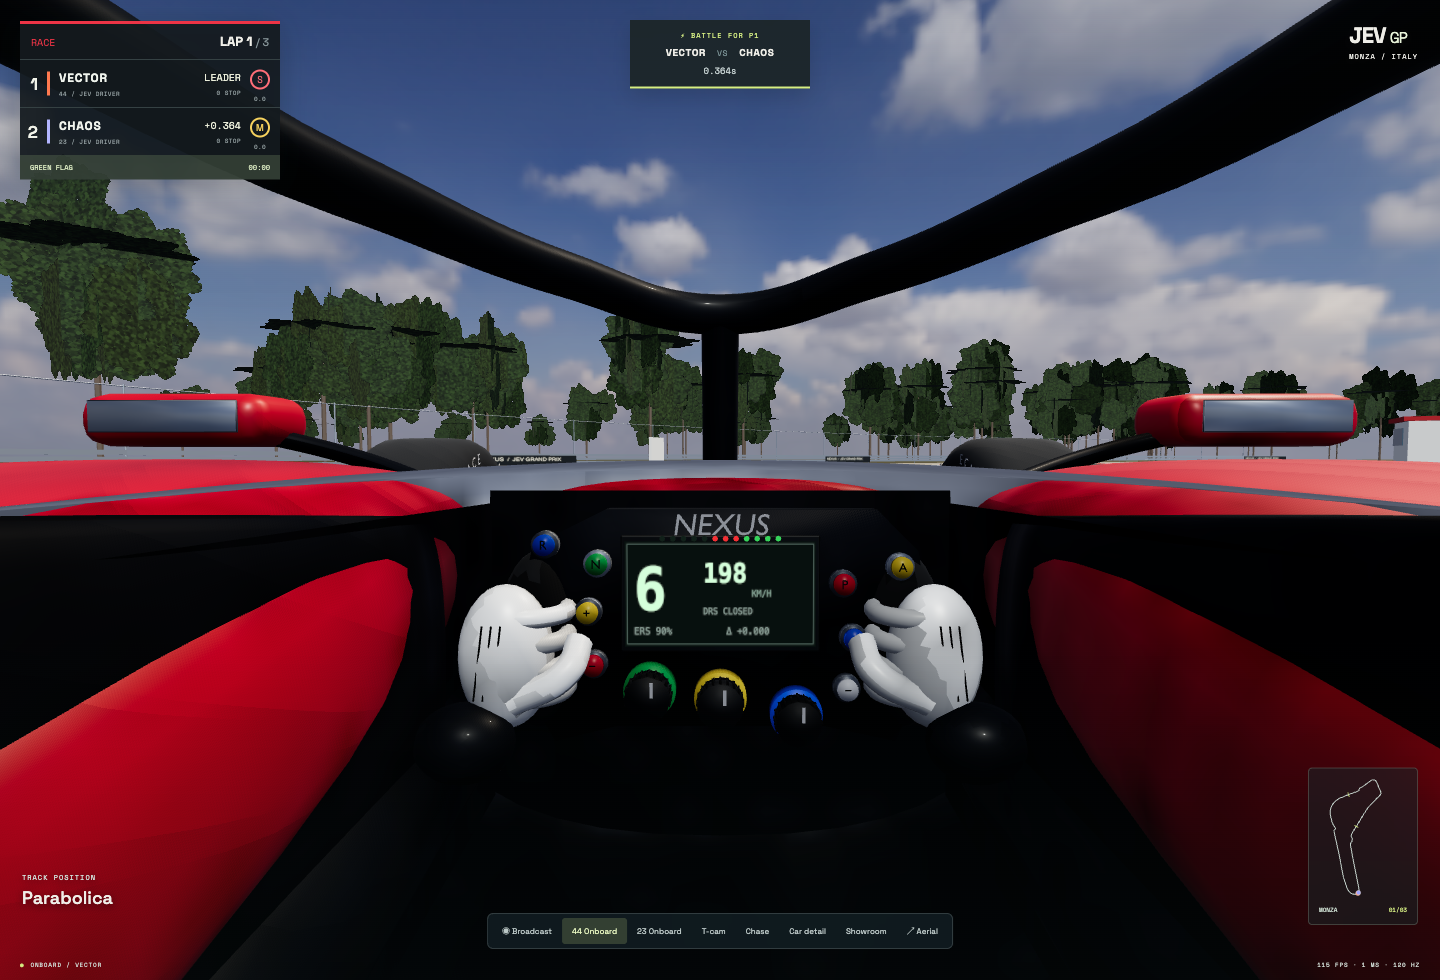 RACE
LAP 1 / 3
1 VECTOR LEADER S
44 / JEV DRIVER 0 STOP 0.0
2 CHAOS +0.364 M
23 / JEV DRIVER 0 STOP 0.0
GREEN FLAG 00:00
⚡ BATTLE FOR P1
VECTOR VS CHAOS
0.364s
JEV GP
MONZA / ITALY
/ JEV GRAND PRIX
NEXUS
R
N
+
6 198
KM/H
DRS CLOSED
ERS 90% Δ +0.000
A
P
−
TRACK POSITION
Parabolica
MONZA 01/03
Broadcast 44 Onboard 23 Onboard T-cam Chase Car detail Showroom ↗ Aerial
ONBOARD / VECTOR
115 FPS · 1 MS · 120 HZ